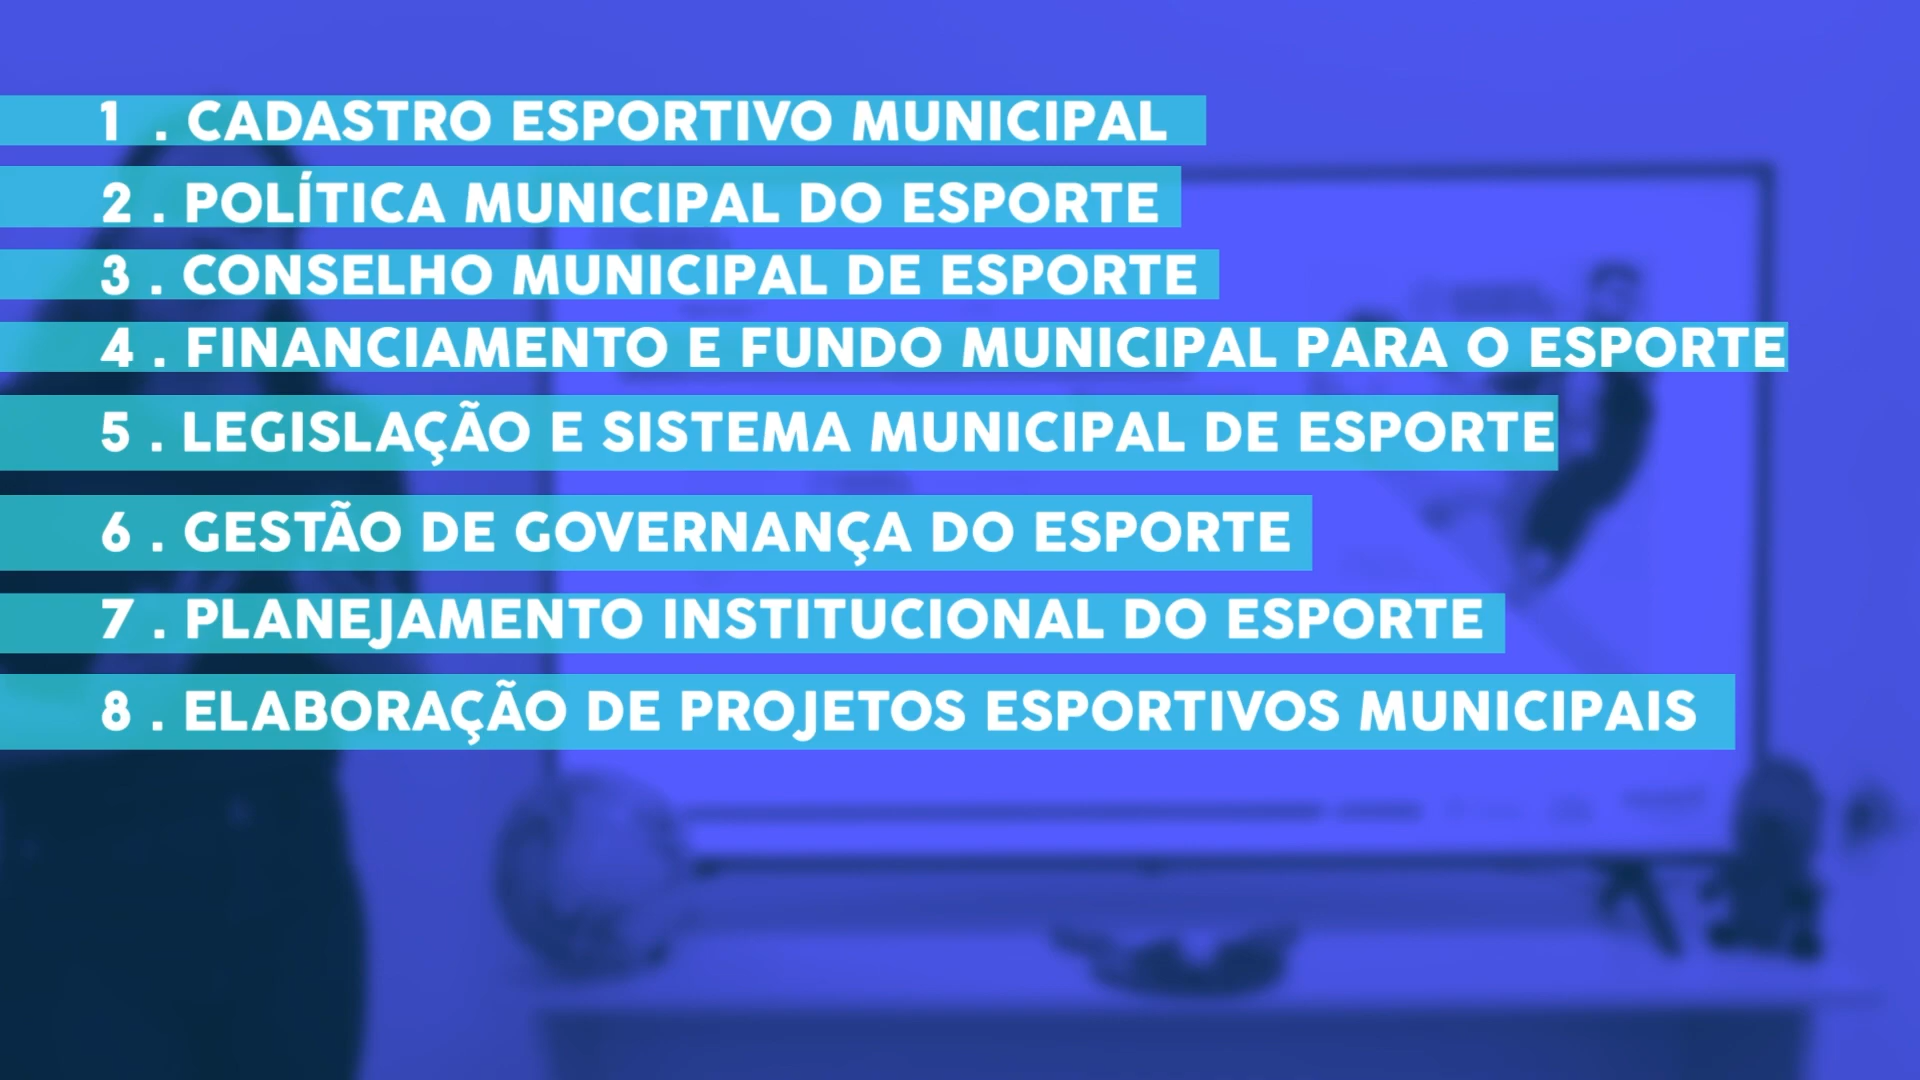 1 . CADASTRO ESPORTIVO MUNICIPAL
2 . POLÍTICA MUNICIPAL DO ESPORTE
3 . CONSELHO MUNICIPAL DE ESPORTE
4 . FINANCIAMENTO E FUNDO MUNICIPAL PARA O ESPORTE
5 . LEGISLAÇÃO E SISTEMA MUNICIPAL DE ESPORTE
6 . GESTÃO DE GOVERNANÇA DO ESPORTE
7 . PLANEJAMENTO INSTITUCIONAL DO ESPORTE
8 . ELABORAÇÃO DE PROJETOS ESPORTIVOS MUNICIPAIS